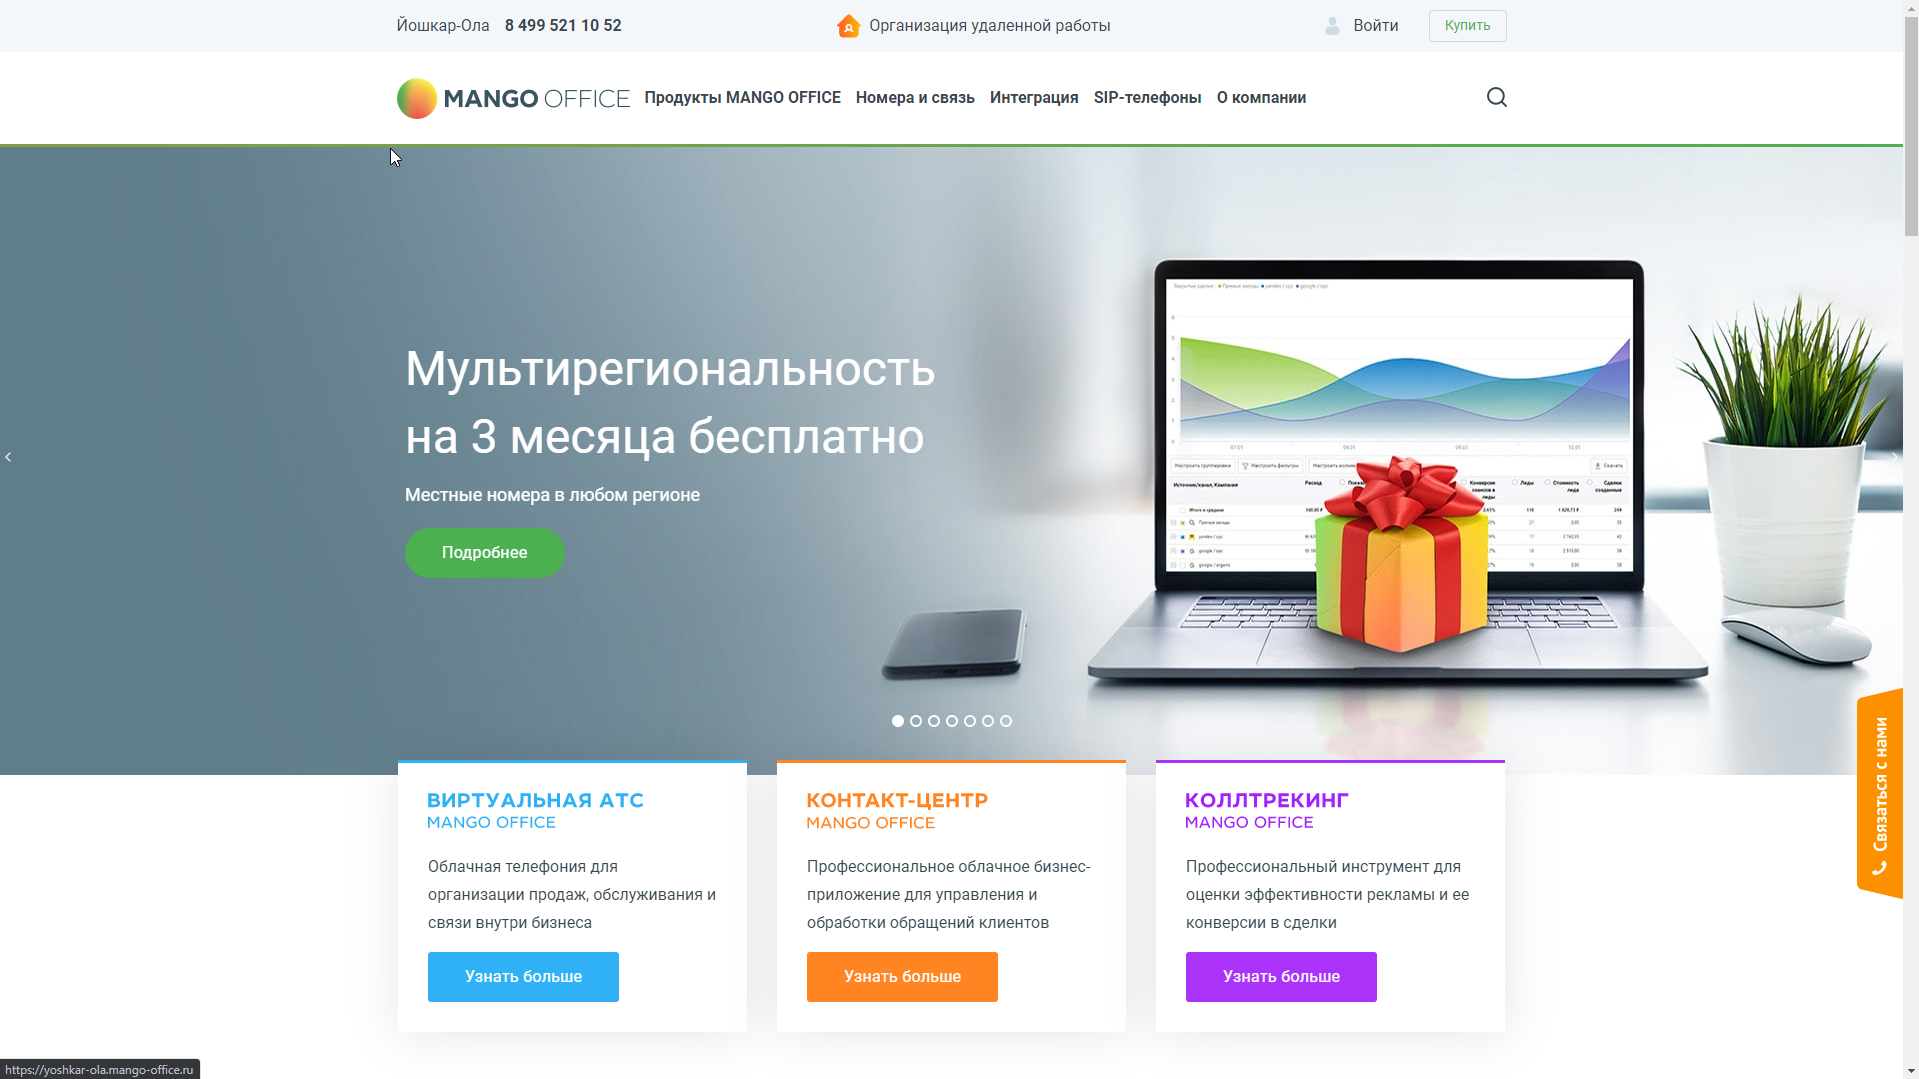 Йошкар-Ола 8 499 521 10 52
Организация удаленной работы
Войти
Купить
MANGO OFFICE
Продукты MANGO OFFICE Номера и связь Интеграция SIP-телефоны О компании
Мультирегиональность
на 3 месяца бесплатно
Местные номера в любом регионе
Подробнее
Связаться с нами
ВИРТУАЛЬНАЯ АТС
MANGO OFFICE
Облачная телефония для
организации продаж, обслуживания и
связи внутри бизнеса
Узнать больше
КОНТАКТ-ЦЕНТР
MANGO OFFICE
Профессиональное облачное бизнес-
приложение для управления и
обработки обращений клиентов
Узнать больше
КОЛЛТРЕКИНГ
MANGO OFFICE
Профессиональный инструмент для
оценки эффективности рекламы и ее
конверсии в сделки
Узнать больше
https://yoshkar-ola.mango-office.ru